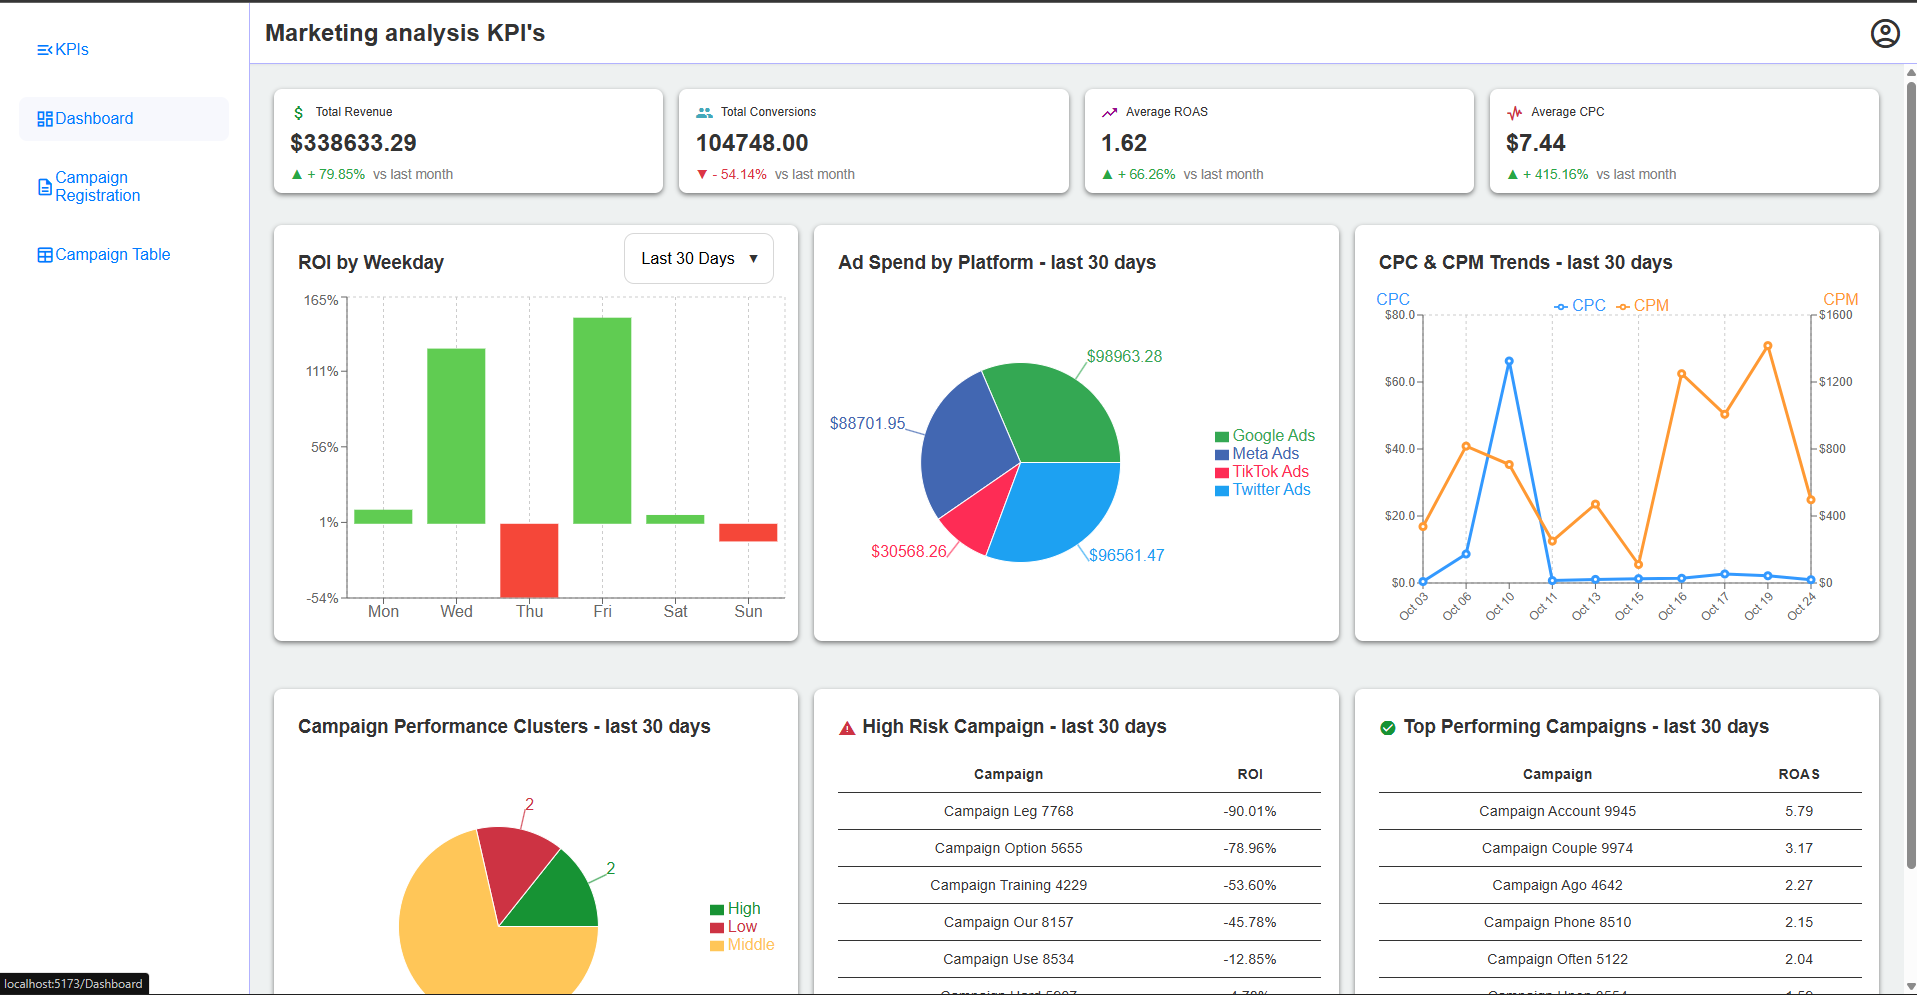 Marketing analysis KPI's
KPIs
Dashboard
Campaign
Registration
Campaign Table
Total Revenue
$338633.29
▲ + 79.85% vs last month
Total Conversions
104748.00
▼ - 54.14% vs last month
Average ROAS
1.62
▲ + 66.26% vs last month
Average CPC
$7.44
▲ + 415.16% vs last month
ROI by Weekday
Last 30 Days ▼
165%
111%
56%
1%
-54%
Mon Wed Thu Fri Sat Sun
Ad Spend by Platform - last 30 days
$98963.28
$88701.95
$30568.26
$96561.47
Google Ads
Meta Ads
TikTok Ads
Twitter Ads
CPC & CPM Trends - last 30 days
CPC CPM
CPC CPM
$80.0 $1600
$60.0 $1200
$40.0 $800
$20.0 $400
$0.0 $0
Oct 03 Oct 06 Oct 10 Oct 11 Oct 13 Oct 15 Oct 16 Oct 17 Oct 19 Oct 24
Campaign Performance Clusters - last 30 days
2
2
High
Low
Middle
High Risk Campaign - last 30 days
Campaign ROI
Campaign Leg 7768 -90.01%
Campaign Option 5655 -78.96%
Campaign Training 4229 -53.60%
Campaign Our 8157 -45.78%
Campaign Use 8534 -12.85%
Top Performing Campaigns - last 30 days
Campaign ROAS
Campaign Account 9945 5.79
Campaign Couple 9974 3.17
Campaign Ago 4642 2.27
Campaign Phone 8510 2.15
Campaign Often 5122 2.04
localhost:5173/Dashboard